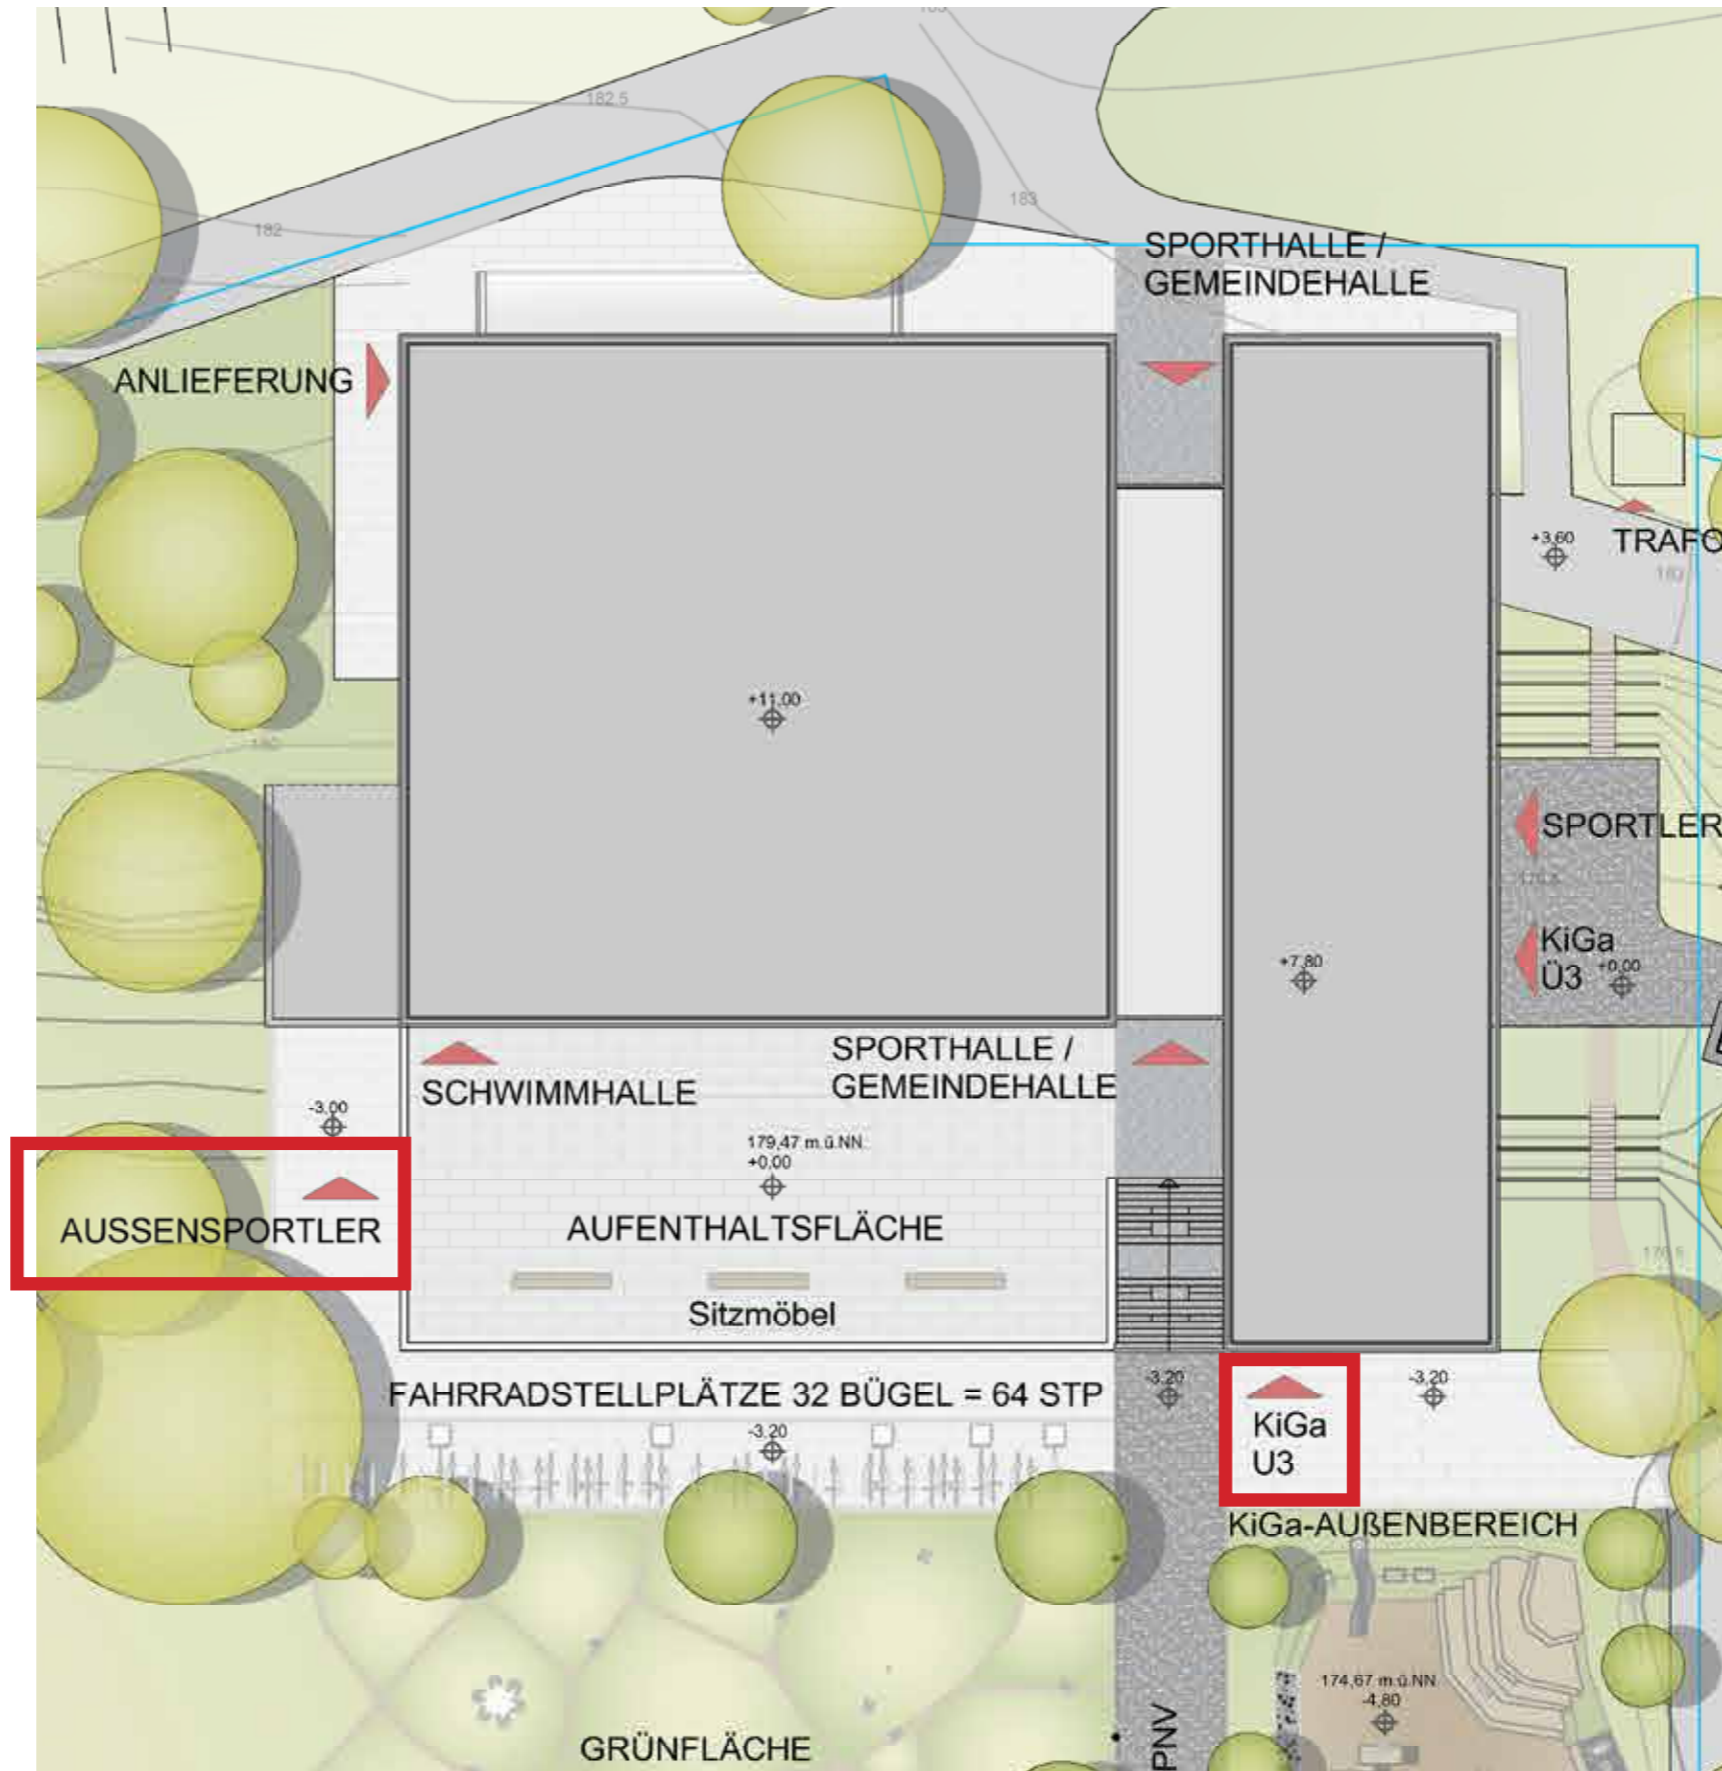 182.5
183
182
SPORTHALLE /
GEMEINDEHALLE
ANLIEFERUNG
+3,60
TRAFO
+11,00
SPORTLER
KiGa
Ü3
+0,00
+7,80
SPORTHALLE /
GEMEINDEHALLE
SCHWIMMHALLE
-3,00
179,47 m.ü.NN.
+0,00
AUSSENSPORTLER
AUFENTHALTSFLÄCHE
Sitzmöbel
FAHRRADSTELLPLÄTZE 32 BÜGEL = 64 STP
-3,20
-3,20
-3,20
KiGa
U3
KiGa-AUßENBEREICH
174,67 m.ü.NN.
-4,80
PNV
GRÜNFLÄCHE